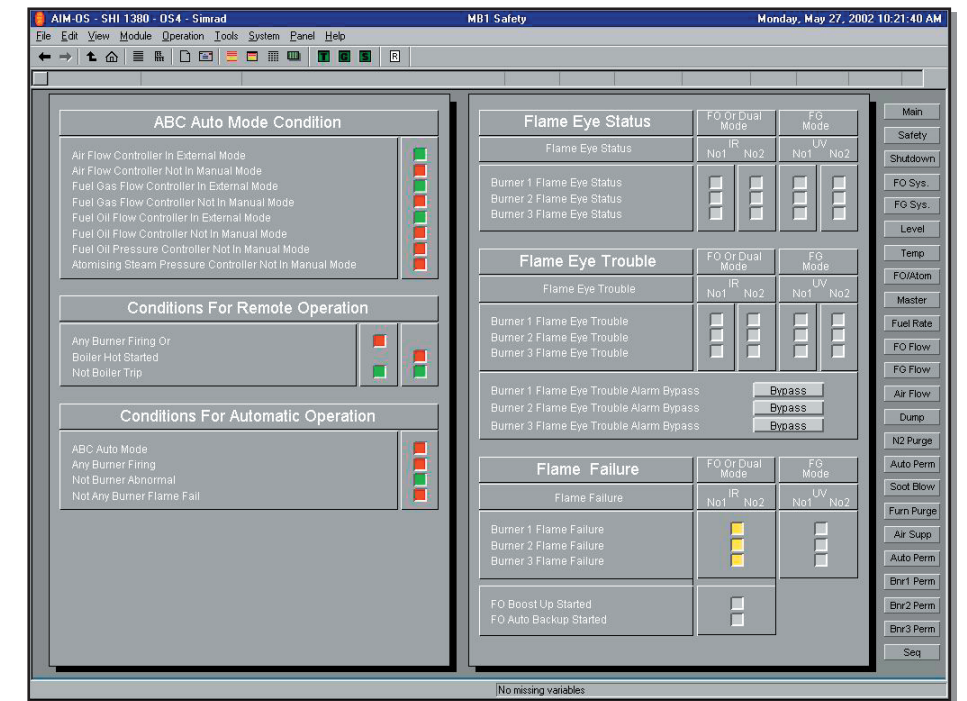 AIM-OS - SHI 1380 - OS4 - Simrad MB1 Safety Monday, May 27, 2002 10:21:40 AM
File Edit View Module Operation Tools System Panel Help
T G S R
ABC Auto Mode Condition
Air Flow Controller In External Mode
Air Flow Controller Not In Manual Mode
Fuel Gas Flow Controller In External Mode
Fuel Gas Flow Controller Not In Manual Mode
Fuel Oil Flow Controller In External Mode
Fuel Oil Flow Controller Not In Manual Mode
Fuel Oil Pressure Controller Not In Manual Mode
Atomising Steam Pressure Controller Not In Manual Mode
Conditions For Remote Operation
Any Burner Firing Or
Boiler Hot Started
Not Boiler Trip
Conditions For Automatic Operation
ABC Auto Mode
Any Burner Firing
Not Burner Abnormal
Not Any Burner Flame Fail
Flame Eye Status FO Or Dual Mode FG Mode
Flame Eye Status No1 IR No2 No1 UV No2
Burner 1 Flame Eye Status
Burner 2 Flame Eye Status
Burner 3 Flame Eye Status
Flame Eye Trouble FO Or Dual Mode FG Mode
Flame Eye Trouble No1 IR No2 No1 UV No2
Burner 1 Flame Eye Trouble
Burner 2 Flame Eye Trouble
Burner 3 Flame Eye Trouble
Burner 1 Flame Eye Trouble Alarm Bypass Bypass
Burner 2 Flame Eye Trouble Alarm Bypass Bypass
Burner 3 Flame Eye Trouble Alarm Bypass Bypass
Flame Failure FO Or Dual Mode FG Mode
Flame Failure No1 IR No2 No1 UV No2
Burner 1 Flame Failure
Burner 2 Flame Failure
Burner 3 Flame Failure
FO Boost Up Started
FO Auto Backup Started
Main
Safety
Shutdown
FO Sys.
FG Sys.
Level
Temp
FO/Atom
Master
Fuel Rate
FO Flow
FG Flow
Air Flow
Dump
N2 Purge
Auto Perm
Soot Blow
Furn Purge
Air Supp
Auto Perm
Bnr1 Perm
Bnr2 Perm
Bnr3 Perm
Seq
No missing variables